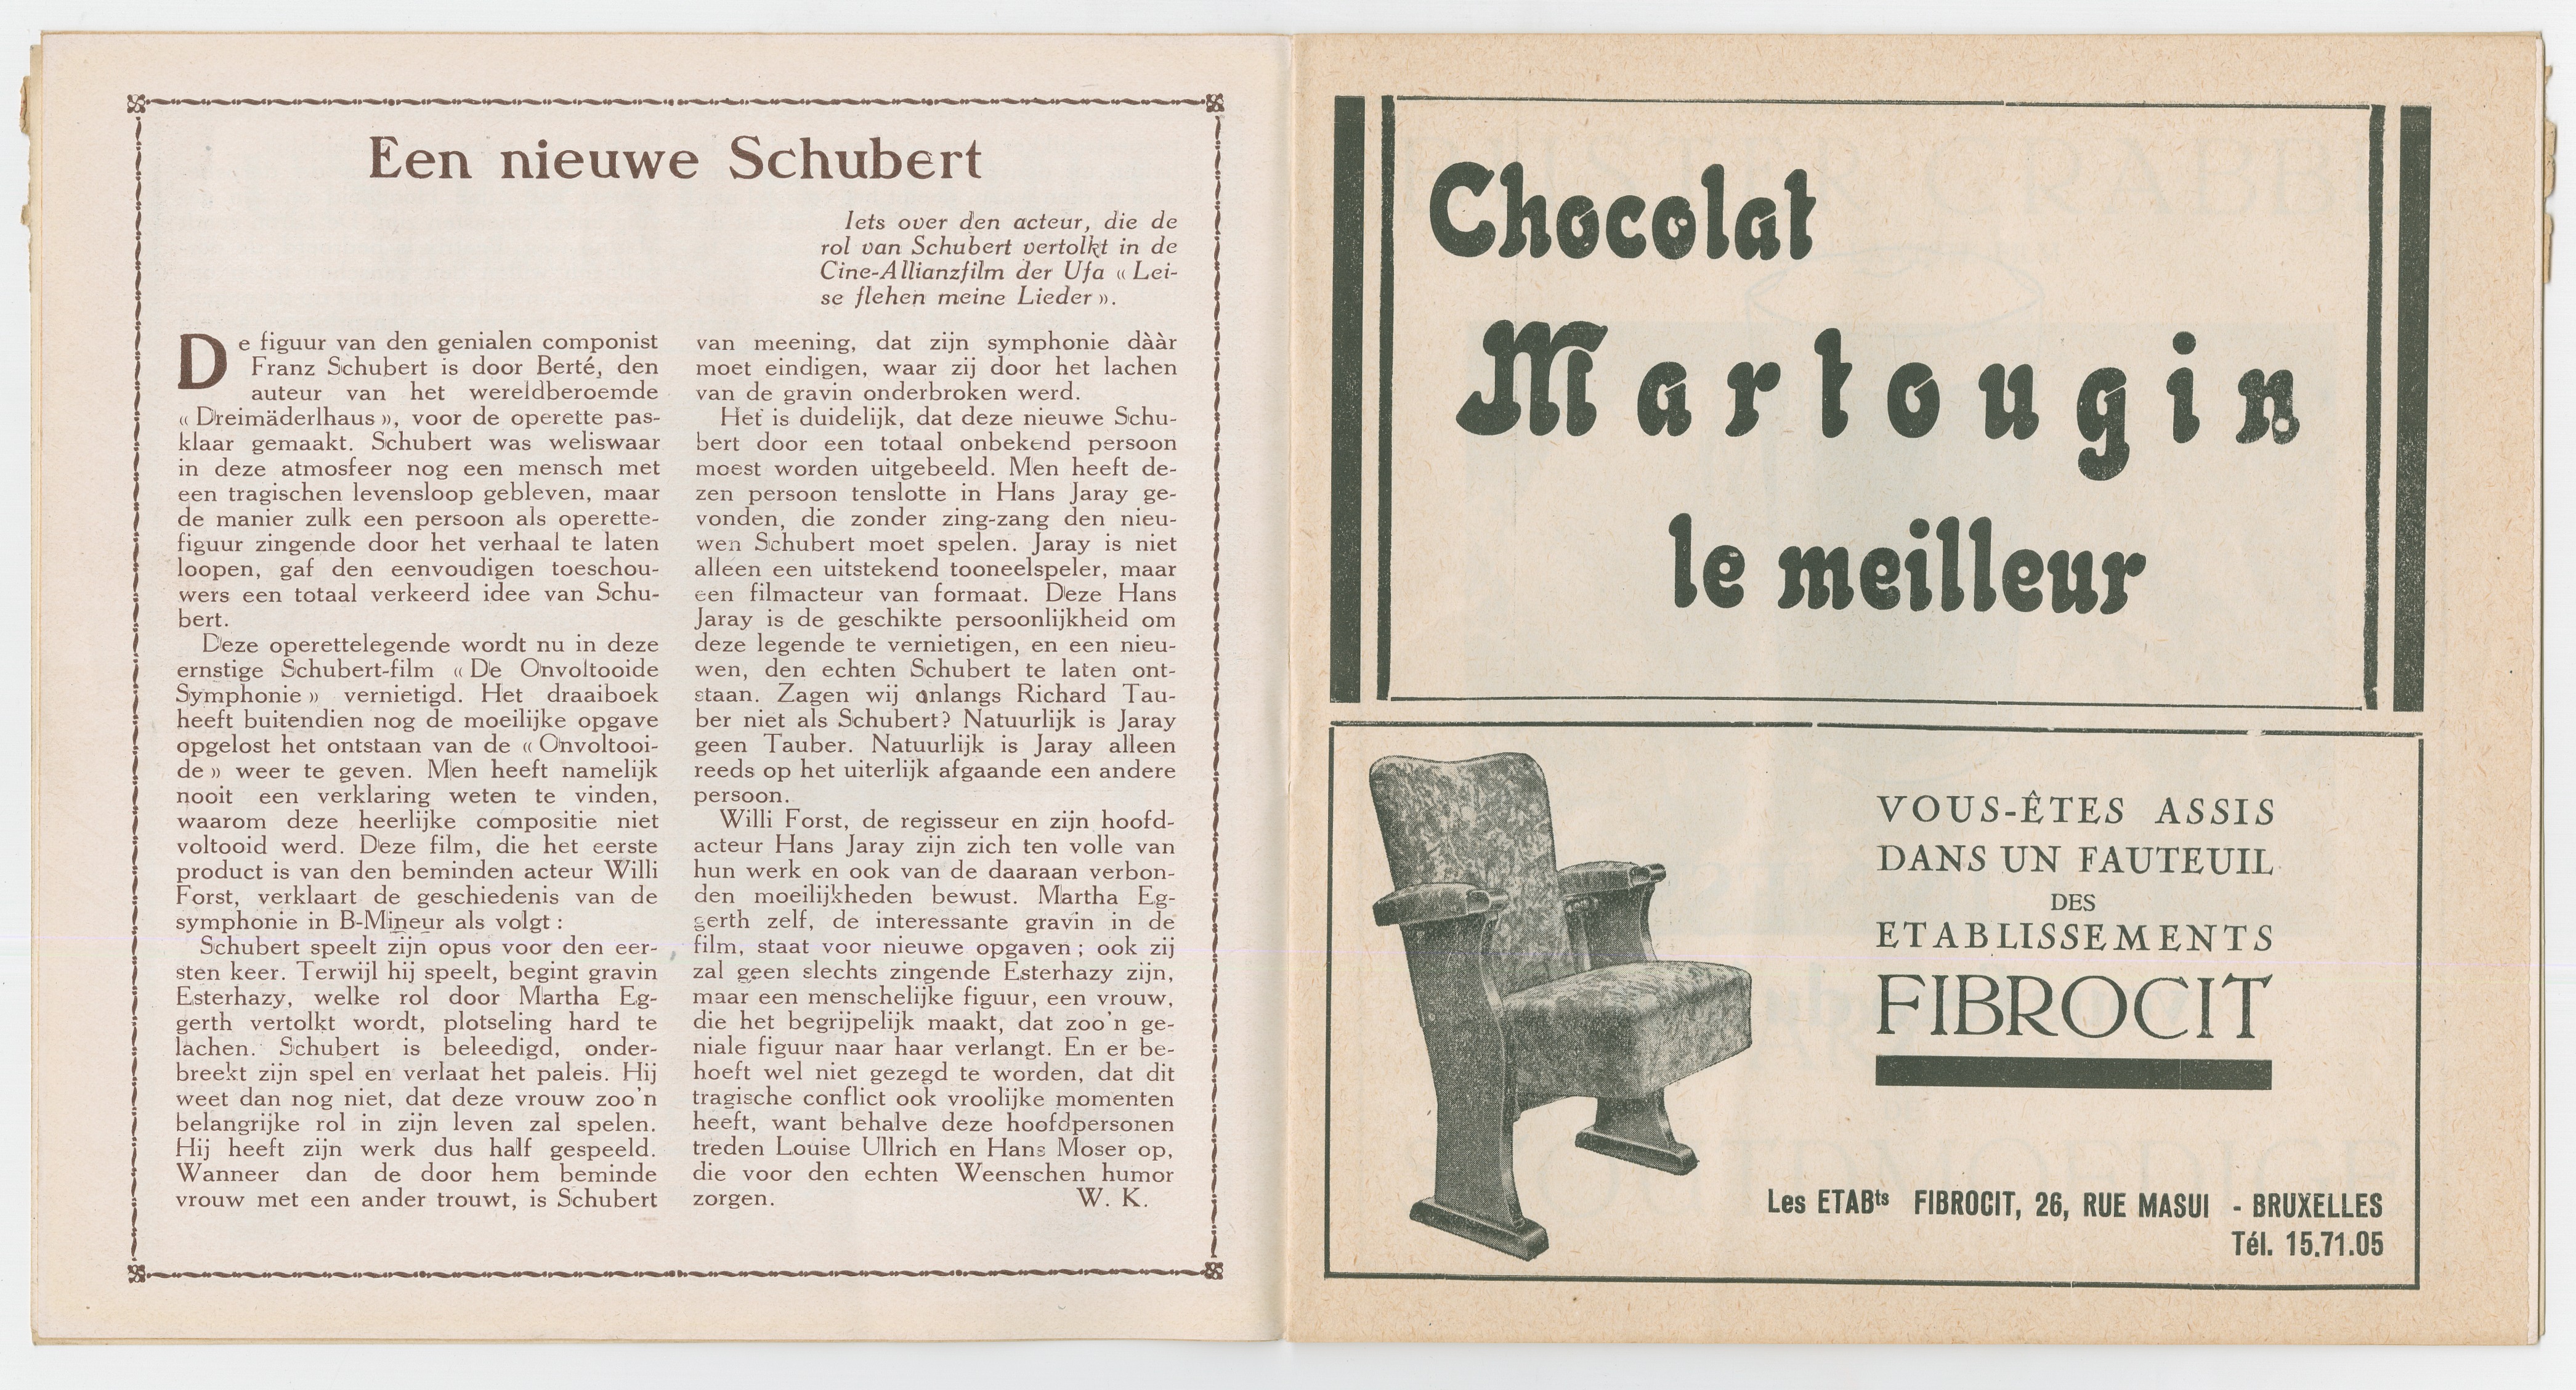 Een nieuwe Schubert
Iets over den acteur, die de
rol van Schubert vertolkt in de
Cine-Allianzfilm der Ufa « Lei-
se flehen meine Lieder ».
De figuur van den genialen componist
Franz Schubert is door Berté, den
auteur van het wereldberoemde
« Dreimäderlhaus », voor de operette pas-
klaar gemaakt. Schubert was weliswaar
in deze atmosfeer nog een mensch met
een tragischen levensloop gebleven, maar
de manier zulk een persoon als operette-
figuur zingende door het verhaal te laten
loopen, gaf den eenvoudigen toeschou-
wers een totaal verkeerd idee van Schu-
bert.
Deze operettelegende wordt nu in deze
ernstige Schubert-film « De Onvoltooide
Symphonie » vernietigd. Het draaiboek
heeft buitendien nog de moeilijke opgave
opgelost het ontstaan van de « Onvoltooi-
de » weer te geven. Men heeft namelijk
nooit een verklaring weten te vinden,
waarom deze heerlijke compositie niet
voltooid werd. Deze film, die het eerste
product is van den beminden acteur Willi
Forst, verklaart de geschiedenis van de
symphonie in B-Mineur als volgt :
Schubert speelt zijn opus voor den eer-
sten keer. Terwijl hij speelt, begint gravin
Esterhazy, welke rol door Martha Eg-
gerth vertolkt wordt, plotseling hard te
lachen. Schubert is beleedigd, onder-
breekt zijn spel en verlaat het paleis. Hij
weet dan nog niet, dat deze vrouw zoo'n
belangrijke rol in zijn leven zal spelen.
Hij heeft zijn werk dus half gespeeld.
Wanneer dan de door hem beminde
vrouw met een ander trouwt, is Schubert
van meening, dat zijn symphonie dààr
moet eindigen, waar zij door het lachen
van de gravin onderbroken werd.
Het is duidelijk, dat deze nieuwe Schu-
bert door een totaal onbekend persoon
moest worden uitgebeeld. Men heeft de-
zen persoon tenslotte in Hans Jaray ge-
vonden, die zonder zing-zang den nieu-
wen Schubert moet spelen. Jaray is niet
alleen een uitstekend tooneelspeler, maar
een filmacteur van formaat. Deze Hans
Jaray is de geschikte persoonlijkheid om
deze legende te vernietigen, en een nieu-
wen, den echten Schubert te laten ont-
staan. Zagen wij onlangs Richard Tau-
ber niet als Schubert? Natuurlijk is Jaray
geen Tauber. Natuurlijk is Jaray alleen
reeds op het uiterlijk afgaande een andere
persoon.
Willi Forst, de regisseur en zijn hoofd-
acteur Hans Jaray zijn zich ten volle van
hun werk en ook van de daaraan verbon-
den moeilijkheden bewust. Martha Eg-
gerth zelf, de interessante gravin in de
film, staat voor nieuwe opgaven ; ook zij
zal geen slechts zingende Esterhazy zijn,
maar een menschelijke figuur, een vrouw,
die het begrijpelijk maakt, dat zoo'n ge-
niale figuur naar haar verlangt. En er be-
hoeft wel niet gezegd te worden, dat dit
tragische conflict ook vroolijke momenten
heeft, want behalve deze hoofdpersonen
treden Louise Ullrich en Hans Moser op,
die voor den echten Weenschen humor
zorgen. W. K.
Chocolat
Martougin
le meilleur
VOUS-ÊTES ASSIS
DANS UN FAUTEUIL
DES
ETABLISSEMENTS
FIBROCIT
Les ETABts FIBROCIT, 26, RUE MASUI - BRUXELLES
Tél. 15.71.05